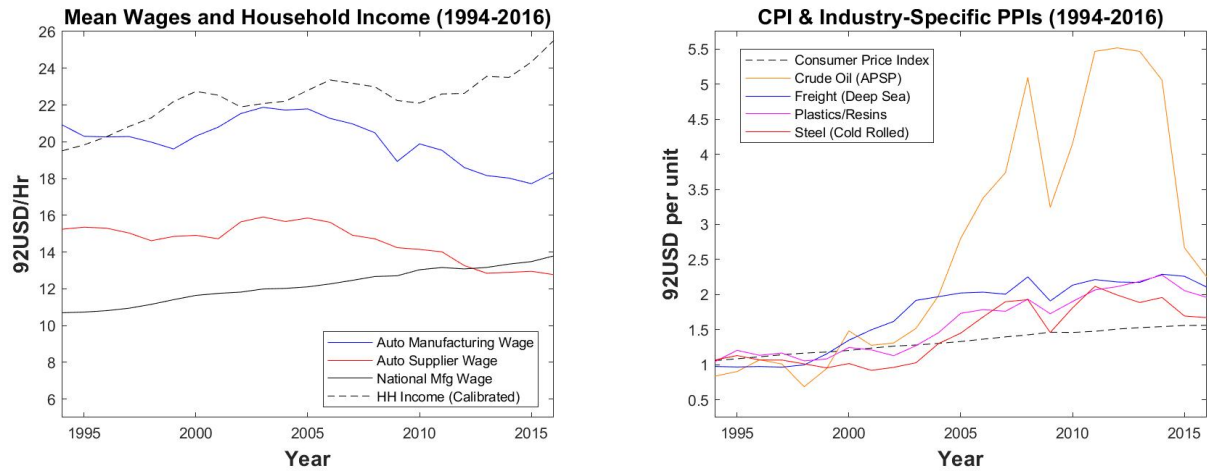 Mean Wages and Household Income (1994-2016)
26
24
22
20
18
16
14
12
10
8
6
92USD/Hr
Auto Manufacturing Wage
Auto Supplier Wage
National Mfg Wage
HH Income (Calibrated)
1995
2000
2005
2010
2015
Year
CPI & Industry-Specific PPIs (1994-2016)
5.5
5
4.5
4
3.5
3
2.5
2
1.5
1
0.5
92USD per unit
Consumer Price Index
Crude Oil (APSP)
Freight (Deep Sea)
Plastics/Resins
Steel (Cold Rolled)
1995
2000
2005
2010
2015
Year